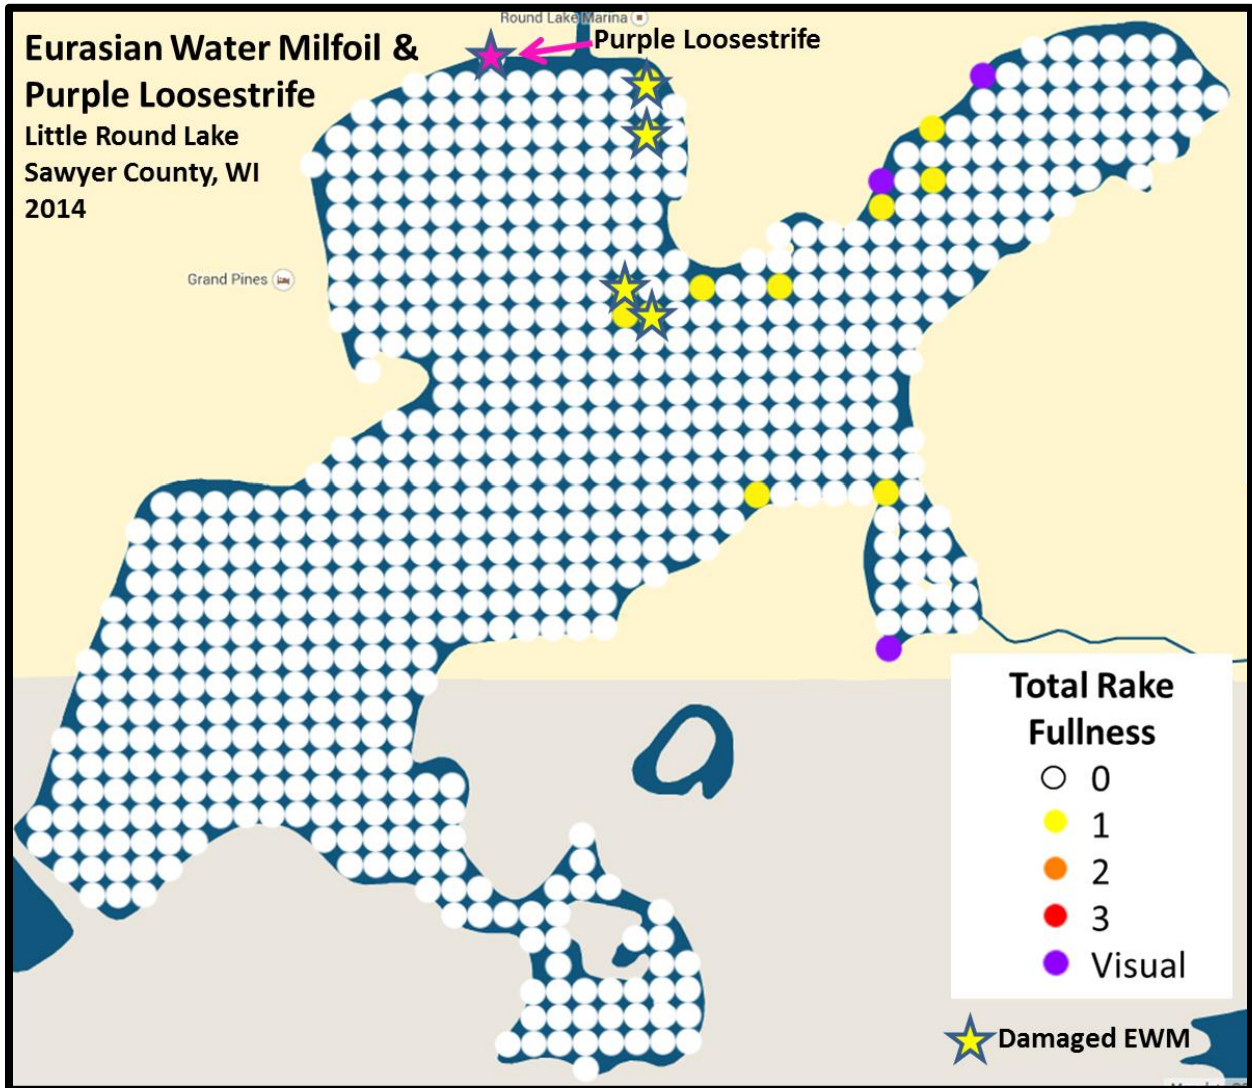 Round Lake Marina
Eurasian Water Milfoil &
Purple Loosestrife
Purple Loosestrife
Little Round Lake
Sawyer County, WI
2014
Grand Pines
Total Rake
Fullness
0
1
2
3
Visual
Damaged EWM